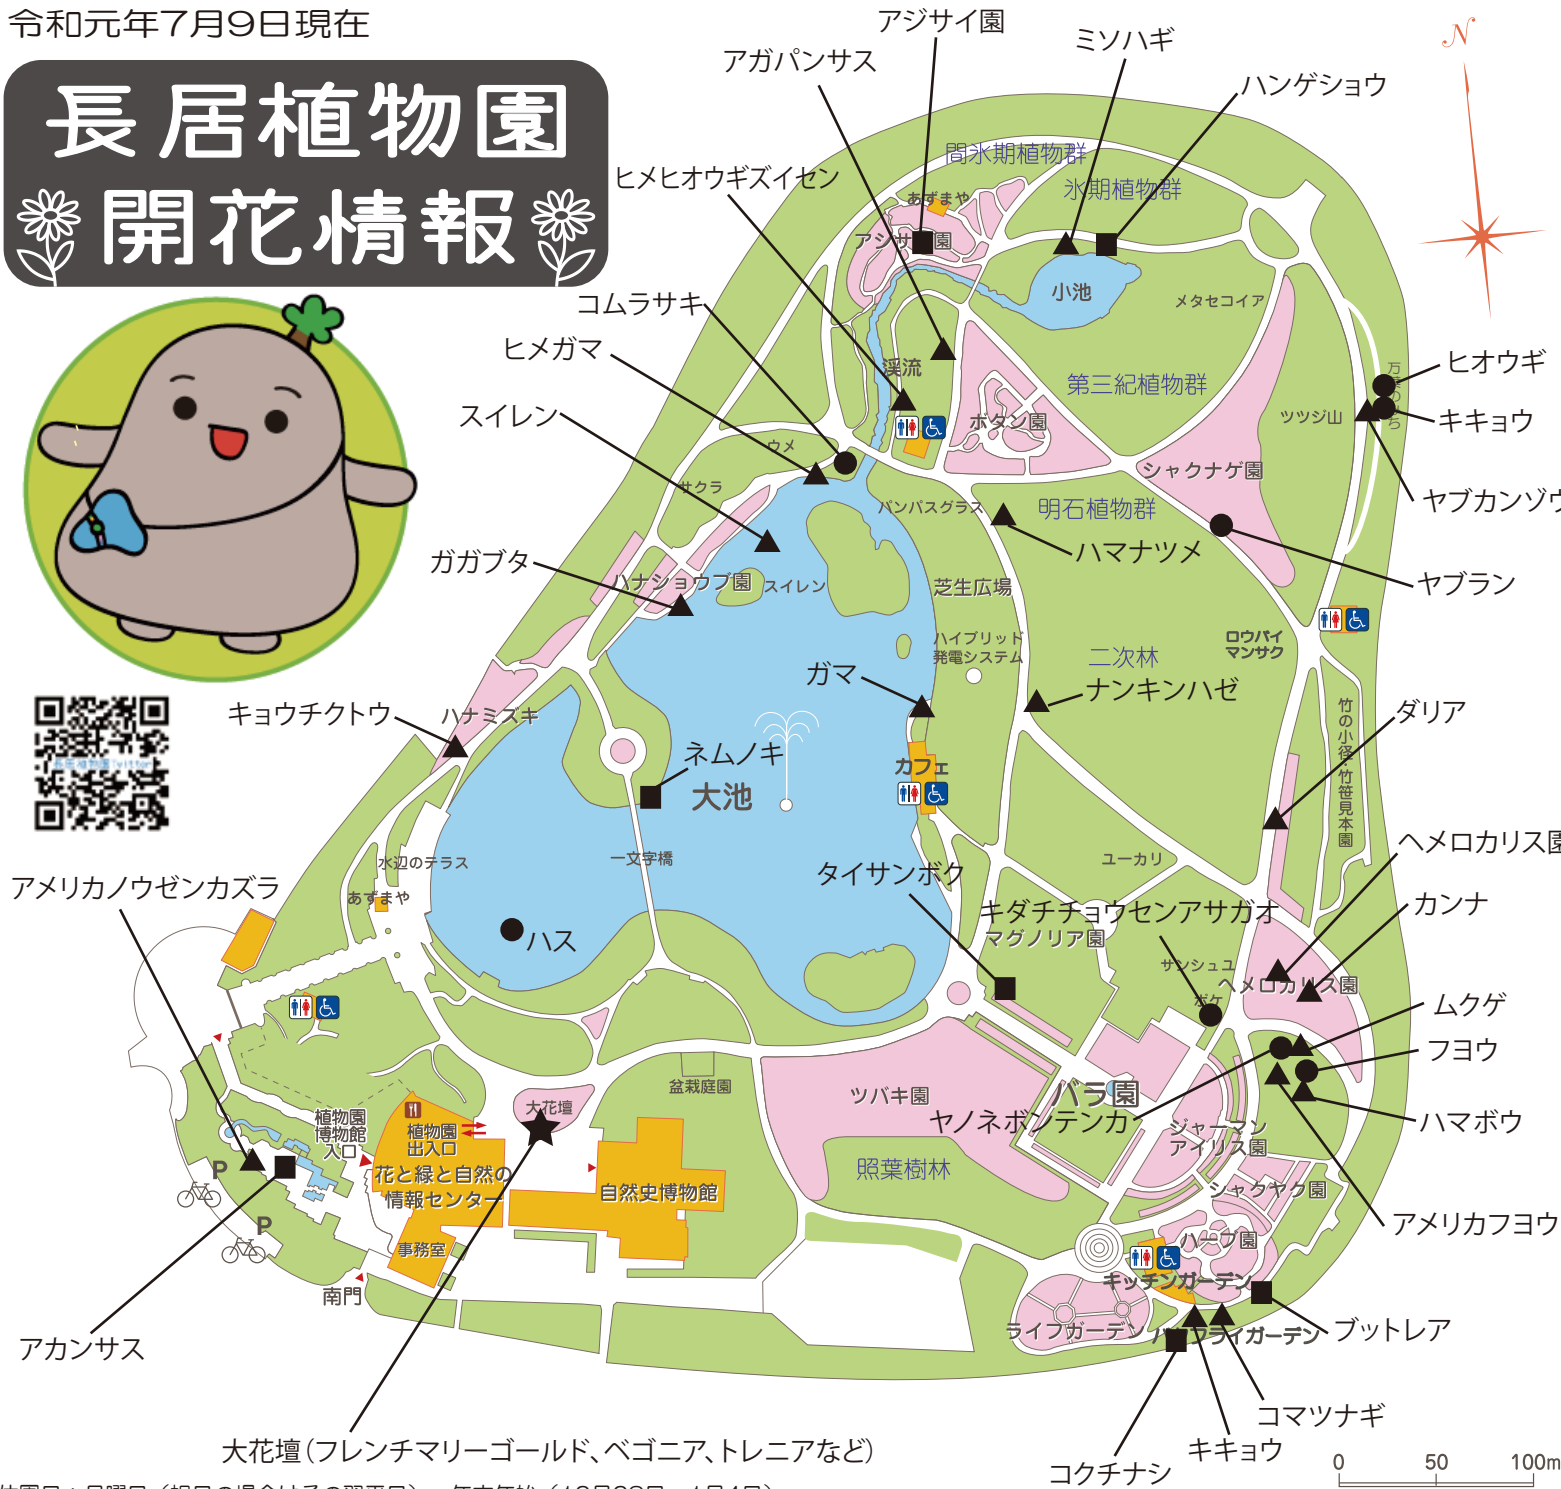 令和元年7月9日現在
長居植物園
開花情報
アジサイ園
ミソハギ
アガパンサス
ハンゲショウ
N
間氷期植物群
ヒメヒオウギズイセン
氷期植物群
あずまや
アジサイ園
コムラサキ
小池
メタセコイア
ヒメガマ
渓流
第三紀植物群
ヒオウギ
スイレン
ボタン園
ツツジ山
キキョウ
ウメ
シャクナゲ園
サクラ
パンパスグラス
明石植物群
ヤブカンゾウ
ガガブタ
ハマナツメ
ハナショウブ園
スイレン
芝生広場
ヤブラン
ハイブリッド
発電システム
二次林
ロウバイ
マンサク
ガマ
ナンキンハゼ
キョウチクトウ
ハナミズキ
竹の小径・竹笹見本園
ダリア
長居植物園Twitter
ネムノキ
大池
カフェ
水辺のテラス
一文字橋
ユーカリ
ヘメロカリス園
アメリカノウゼンカズラ
あずまや
タイサンボク
キダチチョウセンアサガオ
カンナ
ハス
マグノリア園
サンシュユ
ヘメロカリス園
ボケ
ムクゲ
フヨウ
盆栽庭園
ツバキ園
バラ園
大花壇
ヤノネボンテンカ
ハマボウ
植物園
博物館
入口
植物園
出入口
ジャーマン
アイリス園
P
花と緑と自然の
情報センター
自然史博物館
照葉樹林
シャクヤク園
P
事務室
ハーブ園
アメリカフヨウ
南門
キッチンガーデン
アカンサス
ライフガーデン
バタフライガーデン
ブットレア
コマツナギ
大花壇(フレンチマリーゴールド、ベゴニア、トレニアなど)
キキョウ
コクチナシ
0 50 100m